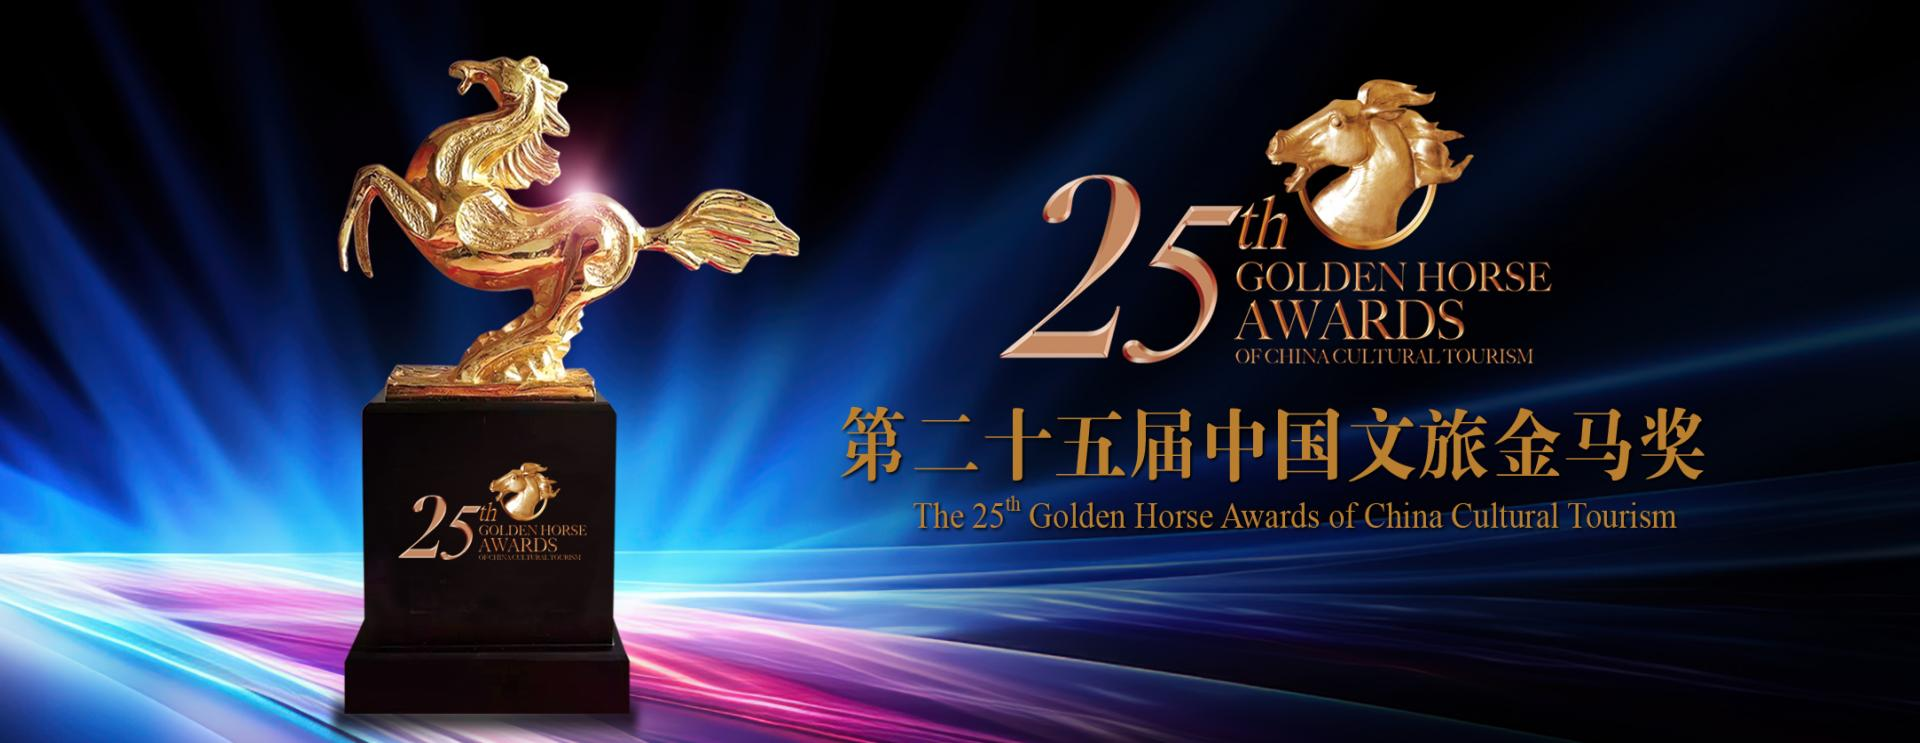 25th
GOLDEN HORSE
AWARDS
OF CHINA CULTURAL TOURISM
第二十五届中国文旅金马奖
The 25th Golden Horse Awards of China Cultural Tourism
25th
GOLDEN HORSE
AWARDS
OF CHINA CULTURAL TOURISM